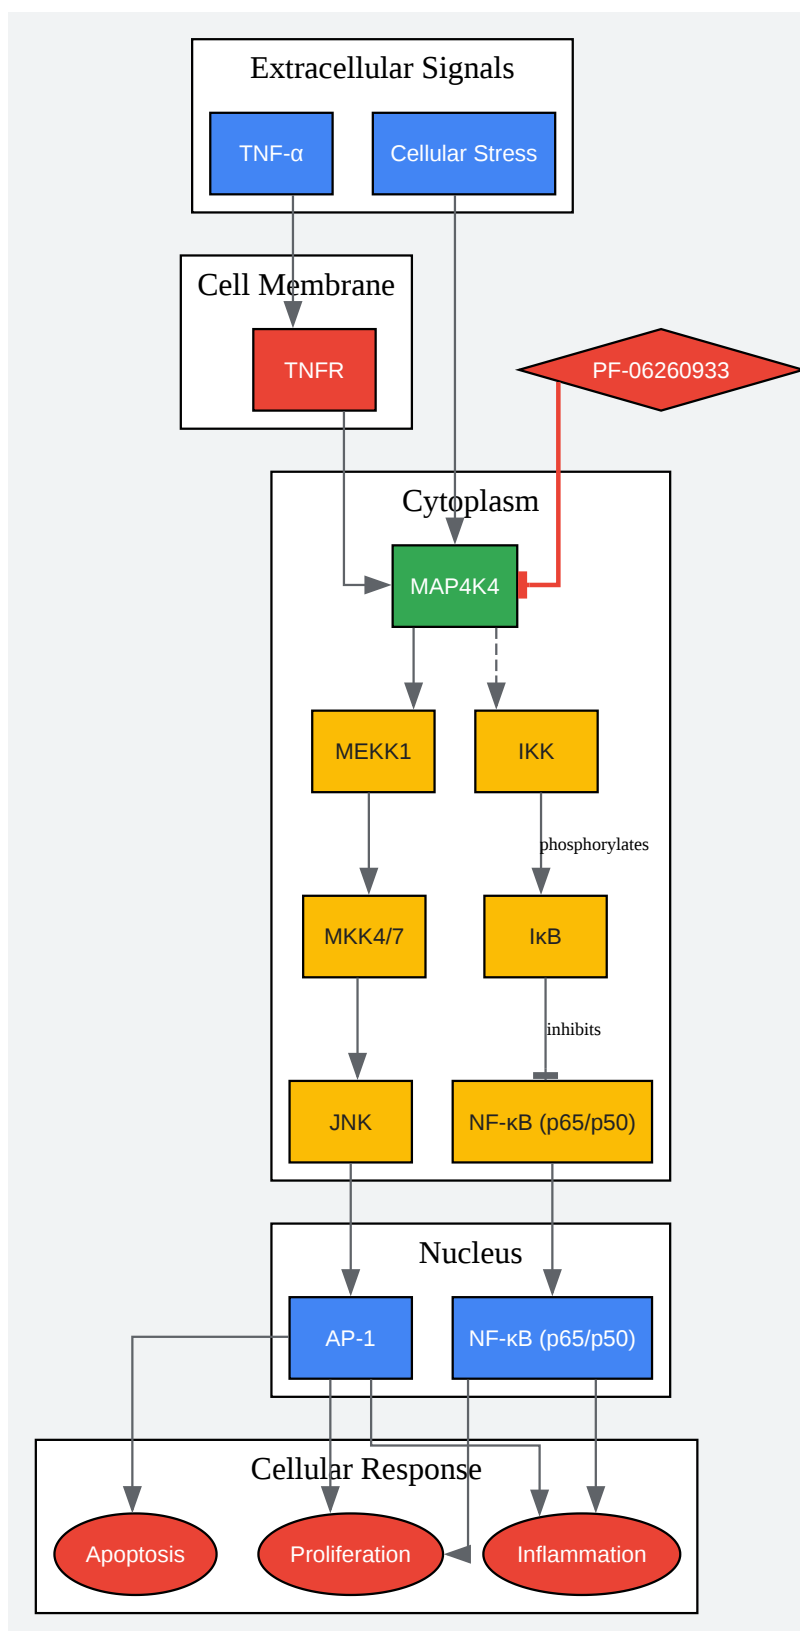 Extracellular Signals
TNF-α
Cellular Stress
Cell Membrane
TNFR
PF-06260933
Cytoplasm
MAP4K4
MEKK1
IKK
phosphorylates
MKK4/7
IκB
inhibits
JNK
NF-κB (p65/p50)
Nucleus
AP-1
NF-κB (p65/p50)
Cellular Response
Apoptosis
Proliferation
Inflammation